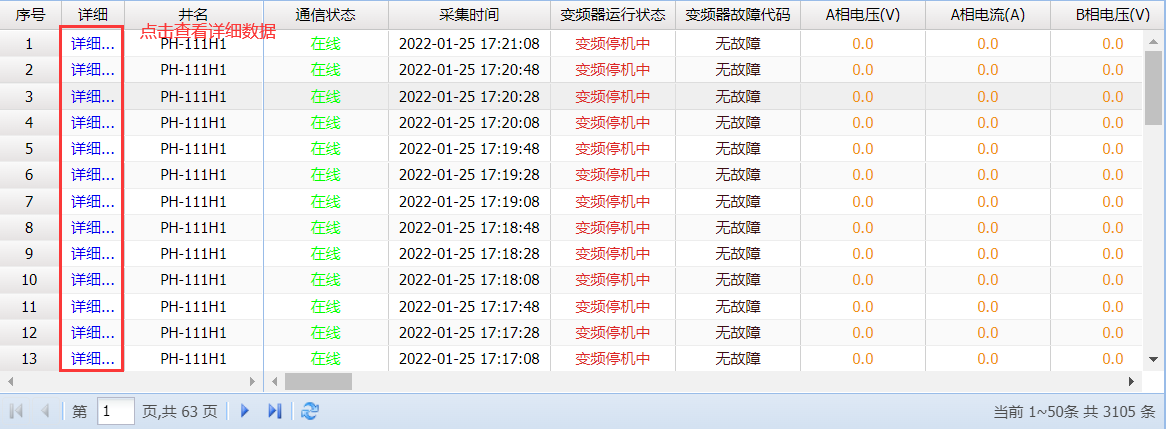 序号 详细 井名 通信状态 采集时间 变频器运行状态 变频器故障代码 A相电压(V) A相电流(A) B相电压(V)
点击查看详细数据
1 详细... PH-111H1 在线 2022-01-25 17:21:08 变频停机中 无故障 0.0 0.0 0.0
2 详细... PH-111H1 在线 2022-01-25 17:20:48 变频停机中 无故障 0.0 0.0 0.0
3 详细... PH-111H1 在线 2022-01-25 17:20:28 变频停机中 无故障 0.0 0.0 0.0
4 详细... PH-111H1 在线 2022-01-25 17:20:08 变频停机中 无故障 0.0 0.0 0.0
5 详细... PH-111H1 在线 2022-01-25 17:19:48 变频停机中 无故障 0.0 0.0 0.0
6 详细... PH-111H1 在线 2022-01-25 17:19:28 变频停机中 无故障 0.0 0.0 0.0
7 详细... PH-111H1 在线 2022-01-25 17:19:08 变频停机中 无故障 0.0 0.0 0.0
8 详细... PH-111H1 在线 2022-01-25 17:18:48 变频停机中 无故障 0.0 0.0 0.0
9 详细... PH-111H1 在线 2022-01-25 17:18:28 变频停机中 无故障 0.0 0.0 0.0
10 详细... PH-111H1 在线 2022-01-25 17:18:08 变频停机中 无故障 0.0 0.0 0.0
11 详细... PH-111H1 在线 2022-01-25 17:17:48 变频停机中 无故障 0.0 0.0 0.0
12 详细... PH-111H1 在线 2022-01-25 17:17:28 变频停机中 无故障 0.0 0.0 0.0
13 详细... PH-111H1 在线 2022-01-25 17:17:08 变频停机中 无故障 0.0 0.0 0.0
第 1 页,共 63 页 当前 1~50条 共 3105 条